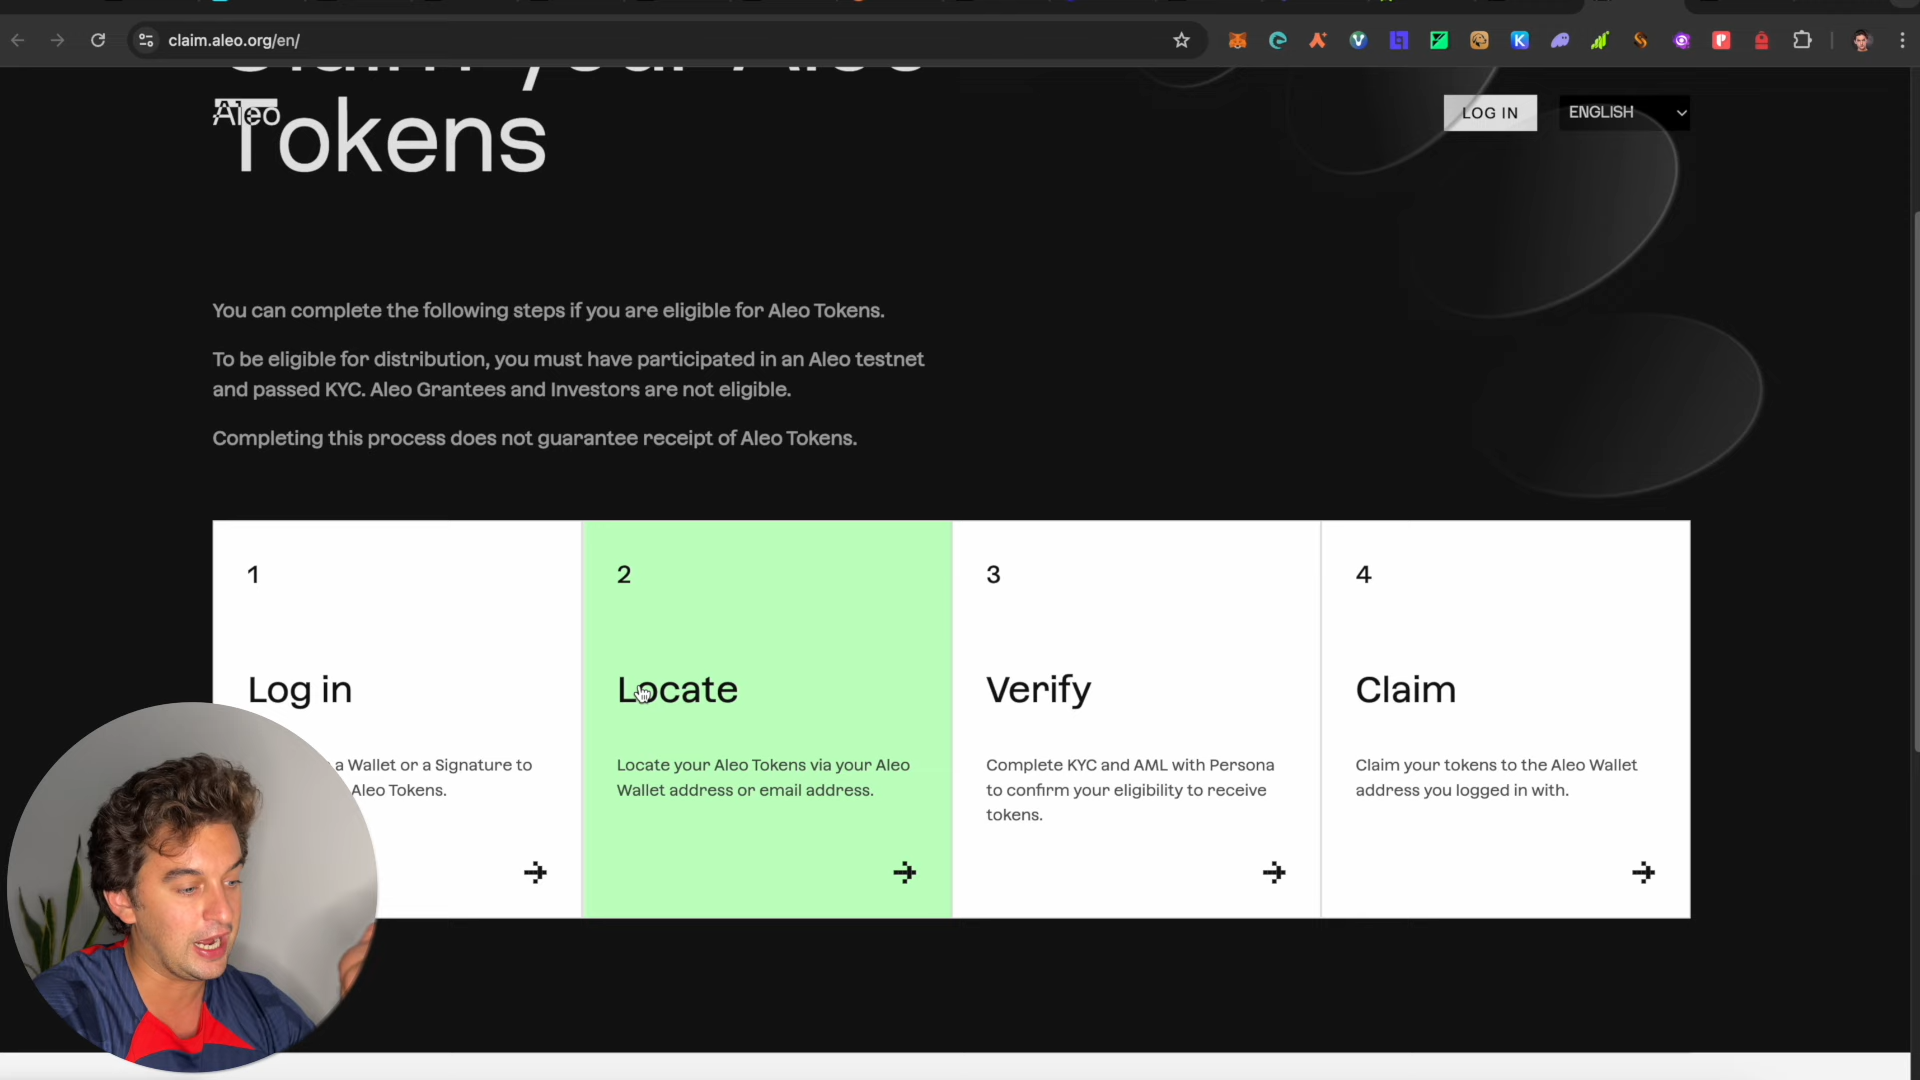 claim.aleo.org/en/
Claim your Aleo
Tokens
Aleo
LOG IN
ENGLISH
You can complete the following steps if you are eligible for Aleo Tokens.
To be eligible for distribution, you must have participated in an Aleo testnet
and passed KYC. Aleo Grantees and Investors are not eligible.
Completing this process does not guarantee receipt of Aleo Tokens.
1
Log in
a Wallet or a Signature to
Aleo Tokens.
2
Locate
Locate your Aleo Tokens via your Aleo
Wallet address or email address.
3
Verify
Complete KYC and AML with Persona
to confirm your eligibility to receive
tokens.
4
Claim
Claim your tokens to the Aleo Wallet
address you logged in with.